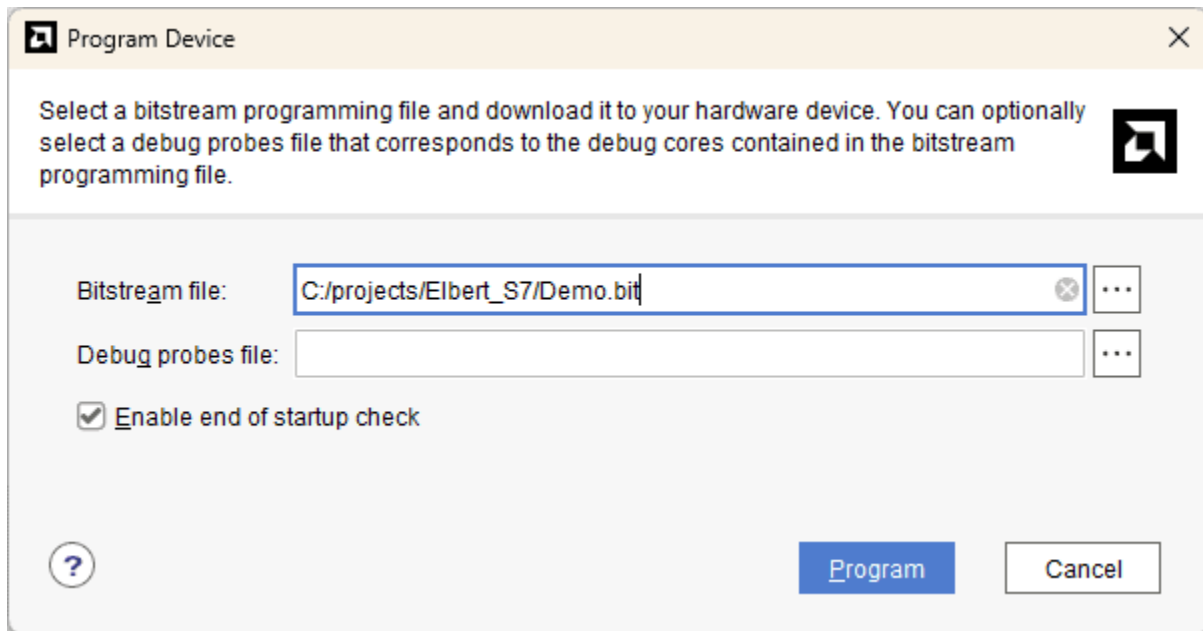 Program Device
Select a bitstream programming file and download it to your hardware device. You can optionally
select a debug probes file that corresponds to the debug cores contained in the bitstream
programming file.
Bitstream file: C:/projects/Elbert_S7/Demo.bit ...
Debug probes file: ...
Enable end of startup check
? Program Cancel